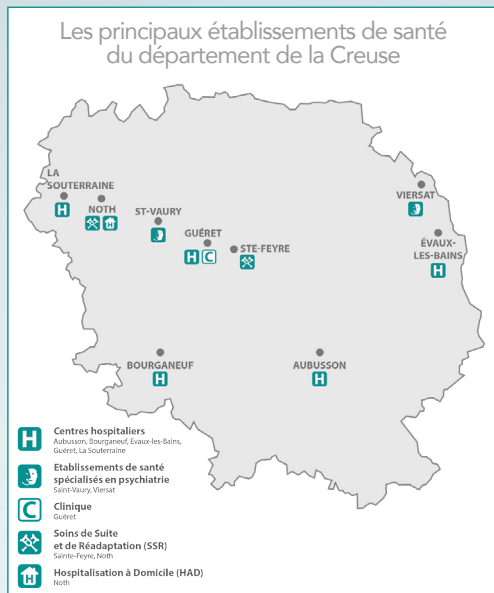 Les principaux établissements de santé
du département de la Creuse
LA
SOUTERRAINE
H
NOTH
H
ST-VAURY
GUÉRET
H C
STE-FEYRE
VIERSAT
ÉVAUX-
LES-BAINS
H
BOURGANEUF
H
AUBUSSON
H
H
Centres hospitaliers
Aubusson, Bourganeuf, Evaux-les-Bains,
Guéret, La Souterraine
Etablissements de santé
spécialisés en psychiatrie
Saint-Vaury, Viersat
C
Clinique
Guéret
Soins de Suite
et de Réadaptation (SSR)
Sainte-Feyre, Noth
H
Hospitalisation à Domicile (HAD)
Noth